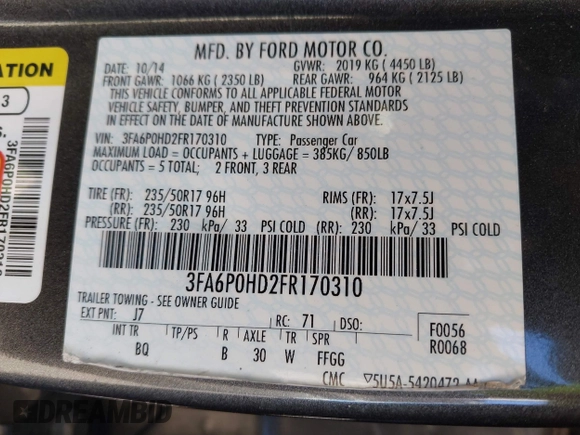 MFD. BY FORD MOTOR CO.
DATE: 10/14 GVWR: 2019 KG ( 4450 LB)
FRONT GAWR: 1066 KG ( 2350 LB) REAR GAWR: 964 KG ( 2125 LB)
THIS VEHICLE CONFORMS TO ALL APPLICABLE FEDERAL MOTOR
VEHICLE SAFETY, BUMPER, AND THEFT PREVENTION STANDARDS
IN EFFECT ON THE DATE OF MANUFACTURE SHOWN ABOVE.
VIN: 3FA6P0HD2FR170310 TYPE: Passenger Car
MAXIMUM LOAD = OCCUPANTS + LUGGAGE = 385KG/ 850LB
OCCUPANTS = 5 TOTAL; 2 FRONT, 3 REAR
TIRE (FR): 235/50R17 96H RIMS (FR): 17x7.5J
(RR): 235/50R17 96H (RR): 17x7.5J
PRESSURE (FR): 230 kPa/ 33 PSI COLD (RR): 230 kPa/ 33 PSI COLD
3FA6P0HD2FR170310
TRAILER TOWING - SEE OWNER GUIDE
EXT PNT: J7 RC: 71 DSO:
INT TR TP/PS R AXLE TR SPR
BQ B 30 W FFGG
F0056
R0068
CMC ▽5U5A-5420472-AA
ATION
3
3FA6P0HD2FR170310
DREAMBID